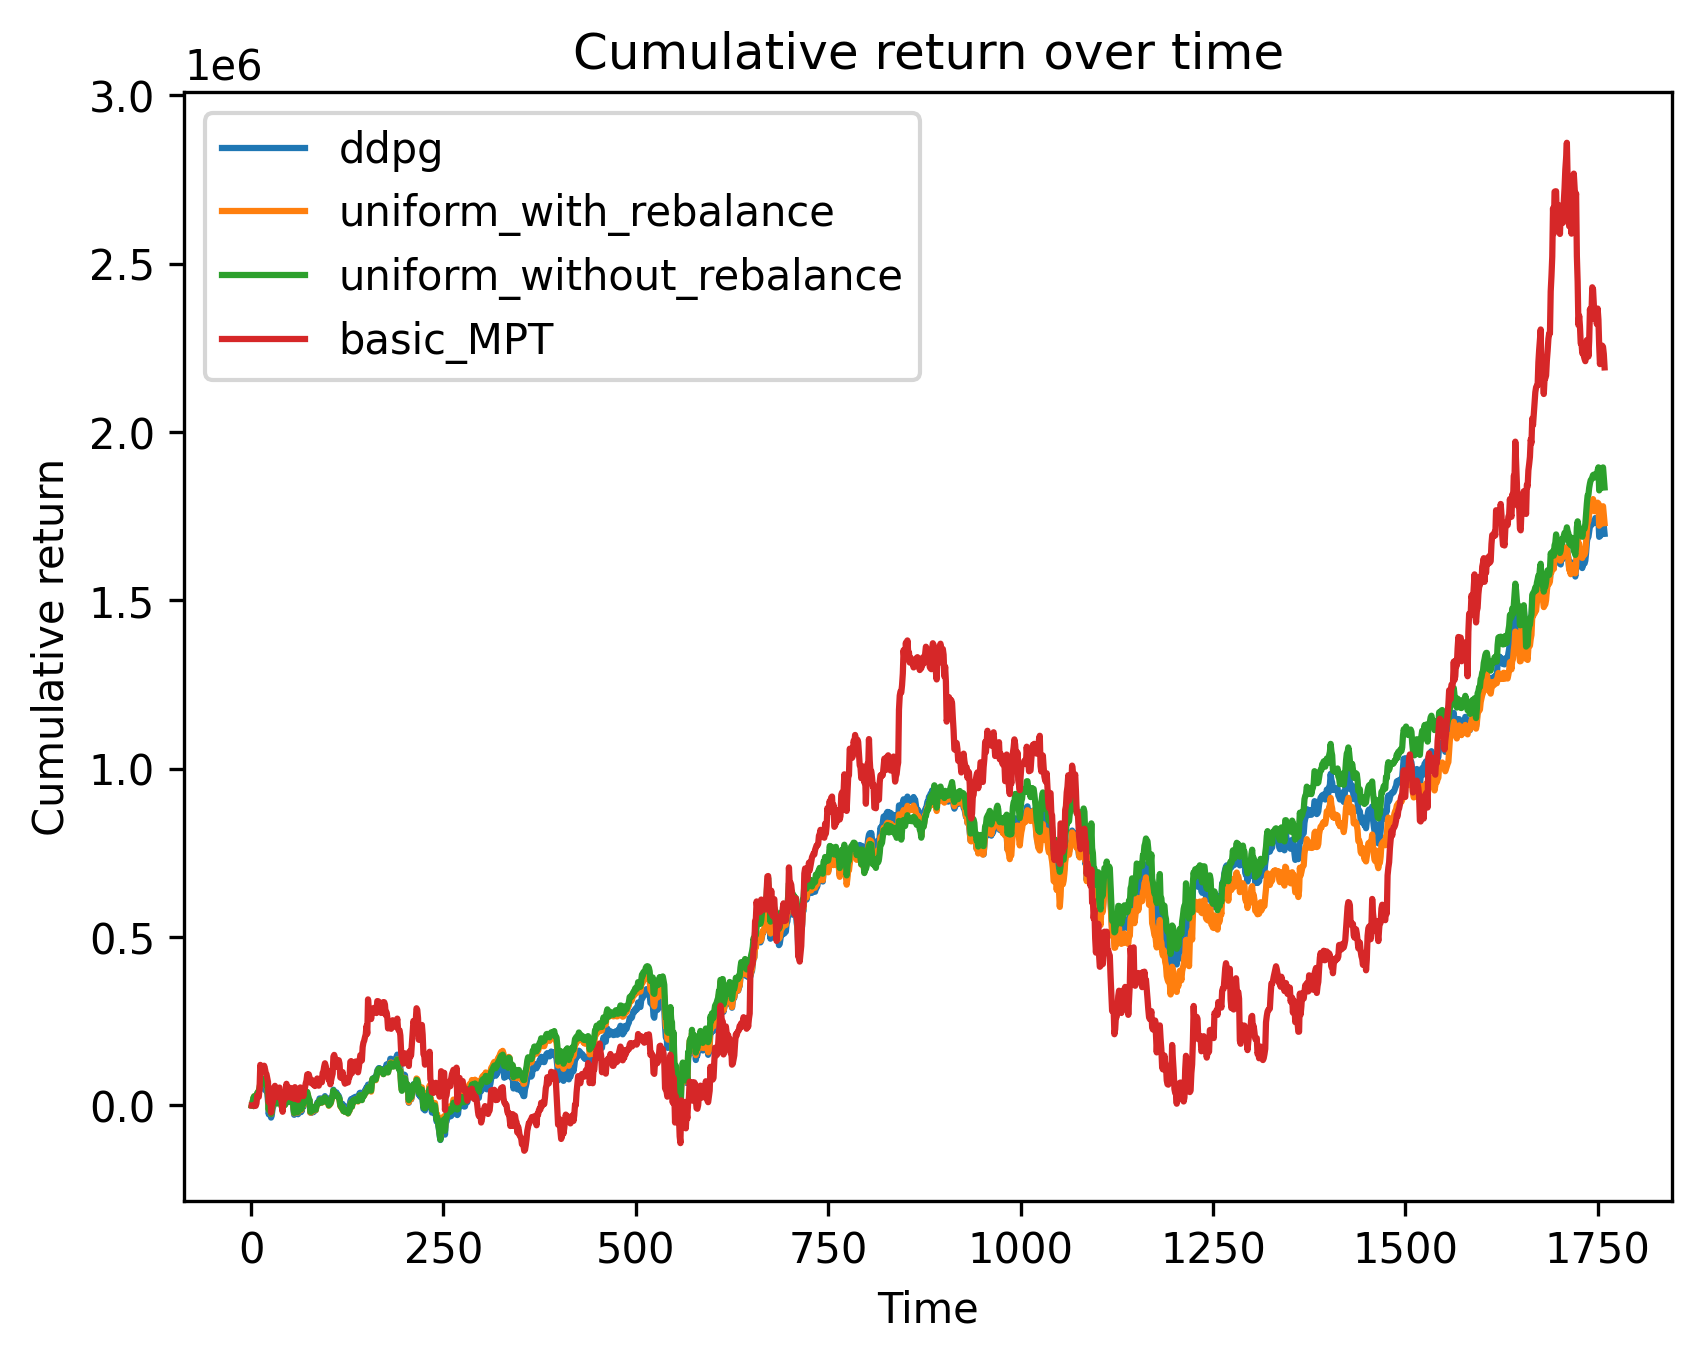 Cumulative return over time
1e6
3.0
2.5
2.0
1.5
1.0
0.5
0.0
Cumulative return
ddpg
uniform_with_rebalance
uniform_without_rebalance
basic_MPT
0 250 500 750 1000 1250 1500 1750
Time